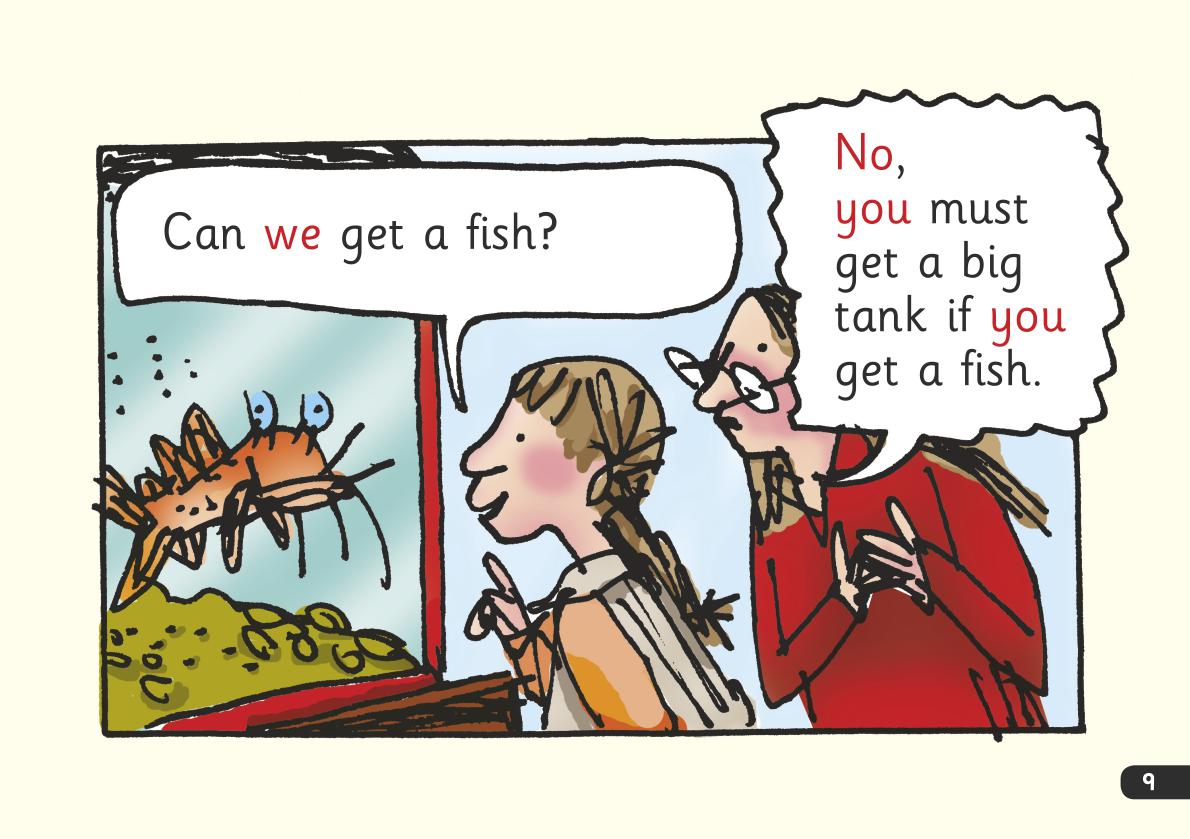 Can we get a fish?
No,
you must
get a big
tank if you
get a fish.
9